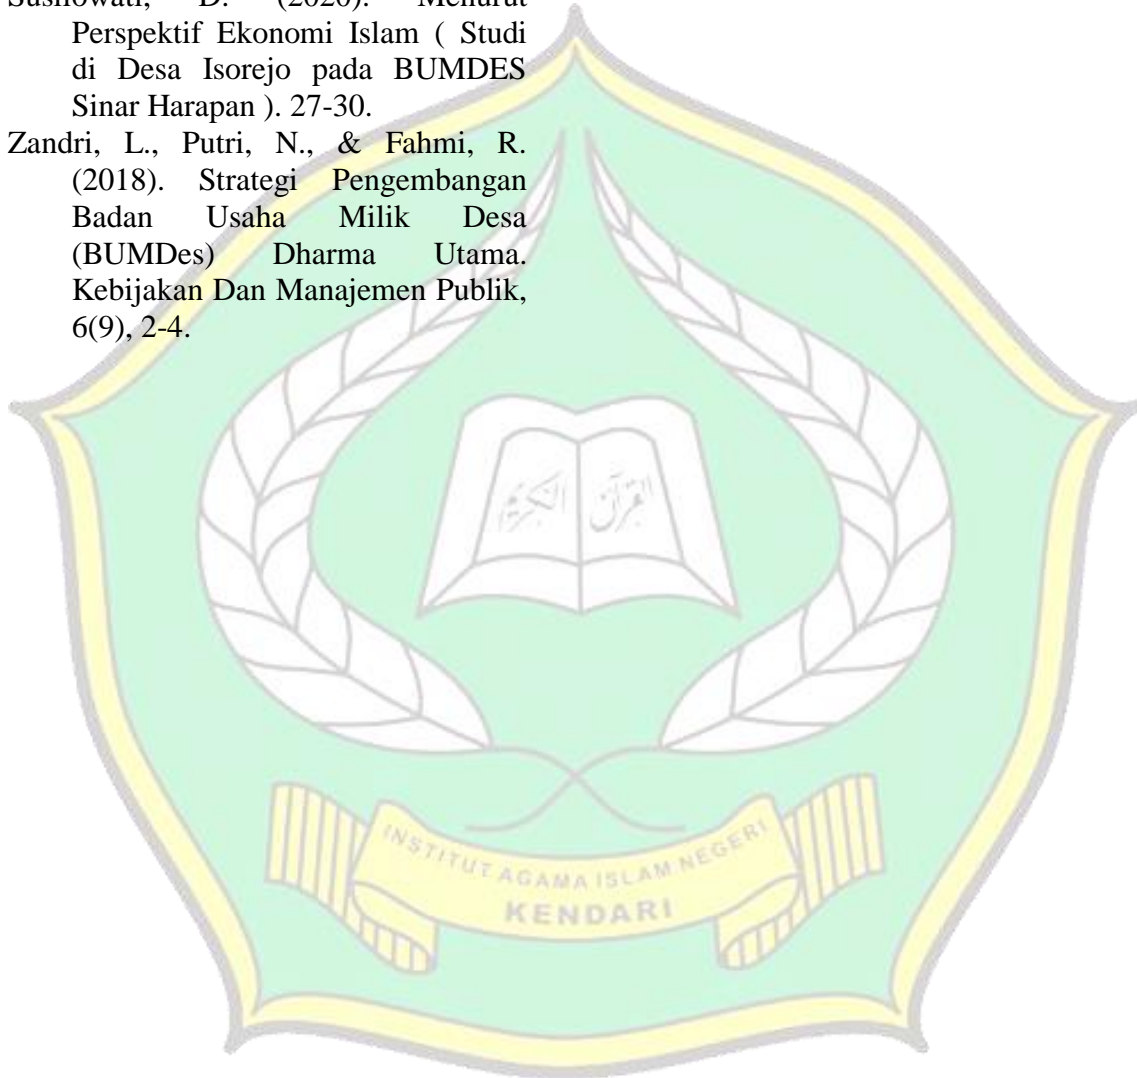 Susilowati, D. (2020). Menurut
Perspektif Ekonomi Islam ( Studi
di Desa Isorejo pada BUMDES
Sinar Harapan ). 27-30.
Zandri, L., Putri, N., & Fahmi, R.
(2018). Strategi Pengembangan
Badan Usaha Milik Desa
(BUMDes) Dharma Utama.
Kebijakan Dan Manajemen Publik,
6(9), 2-4.
القرآن الكريم
INSTITUT AGAMA ISLAM NEGERI
KENDARI